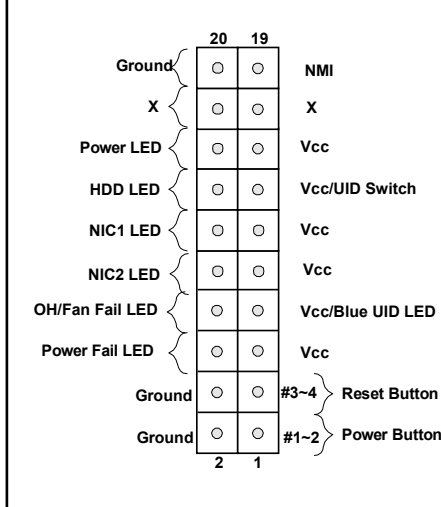 20 19
Ground NMI
X X
Power LED Vcc
HDD LED Vcc/UID Switch
NIC1 LED Vcc
NIC2 LED Vcc
OH/Fan Fail LED Vcc/Blue UID LED
Power Fail LED Vcc
Ground #3~4 Reset Button
Ground #1~2 Power Button
2 1